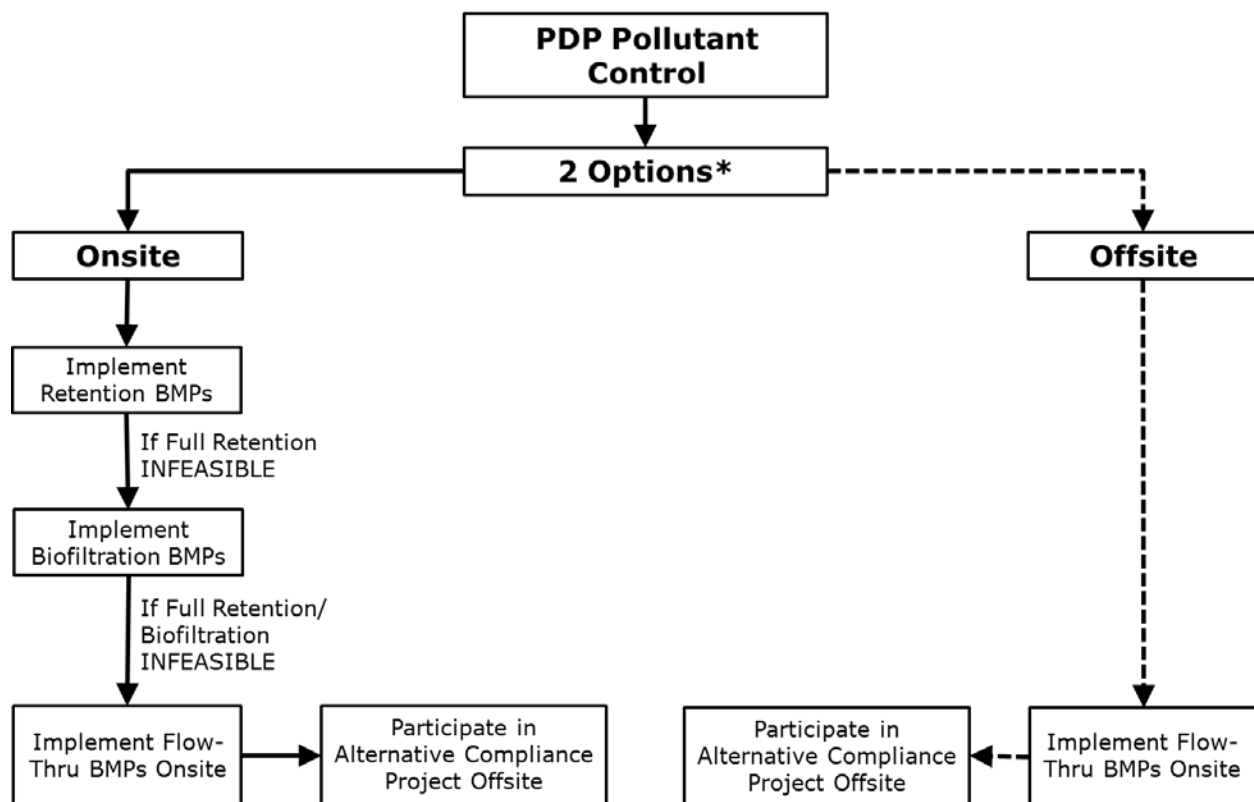 PDP Pollutant
Control
2 Options*
Onsite
Offsite
Implement
Retention BMPs
If Full Retention
INFEASIBLE
Implement
Biofiltration BMPs
If Full Retention/
Biofiltration
INFEASIBLE
Implement Flow-
Thru BMPs Onsite
Participate in
Alternative Compliance
Project Offsite
Participate in
Alternative Compliance
Project Offsite
Implement Flow-
Thru BMPs Onsite